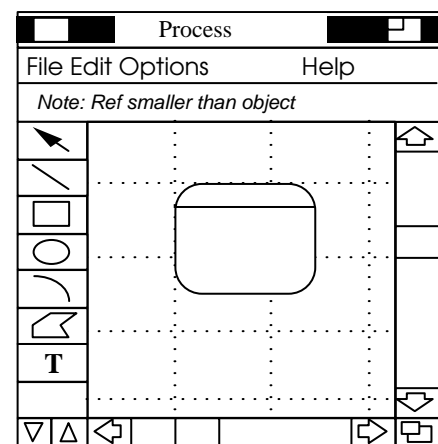 Process
File Edit Options Help
Note: Ref smaller than object
T